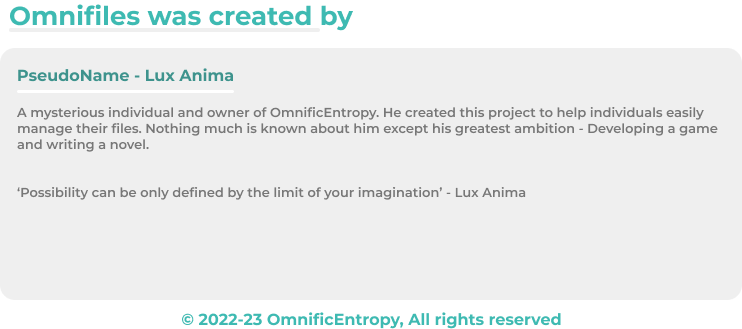 Omnifiles was created by
PseudoName - Lux Anima
A mysterious individual and owner of OmnificEntropy. He created this project to help individuals easily
manage their files. Nothing much is known about him except his greatest ambition - Developing a game
and writing a novel.
‘Possibility can be only defined by the limit of your imagination’ - Lux Anima
© 2022-23 OmnificEntropy, All rights reserved